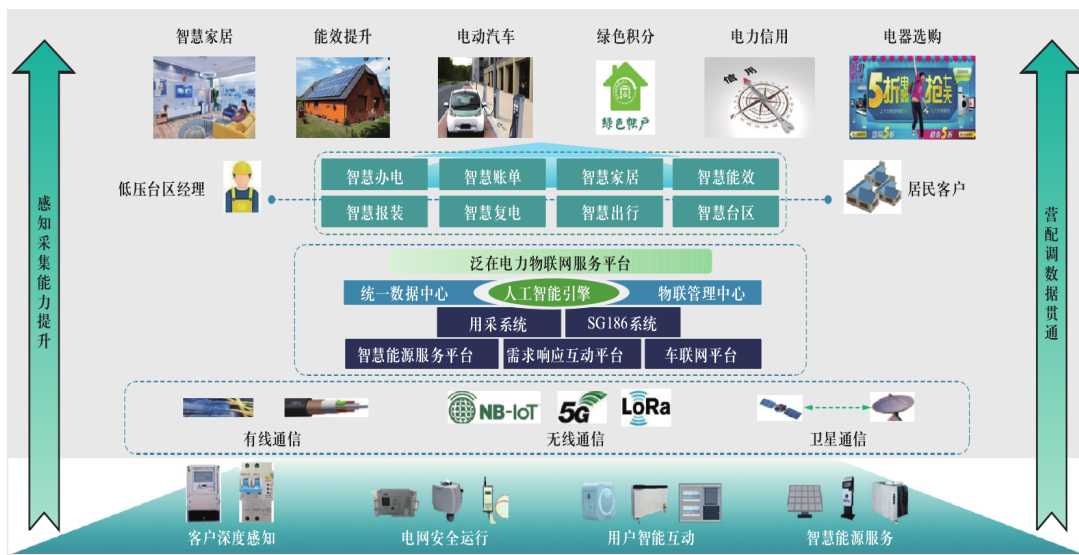 智慧家居 能效提升 电动汽车 绿色积分 电力信用 电器选购
绿色帐户
信用
5折 抢
低压台区经理
居民客户
智慧办电 智慧账单 智慧家居 智慧能效
智慧报装 智慧复电 智慧出行 智慧台区
感知采集能力提升
营配调数据贯通
泛在电力物联网服务平台
统一数据中心 人工智能引擎 物联管理中心
用采系统 SG186系统
智慧能源服务平台 需求响应互动平台 车联网平台
NB-IoT 5G LoRa
有线通信 无线通信 卫星通信
客户深度感知 电网安全运行 用户智能互动 智慧能源服务